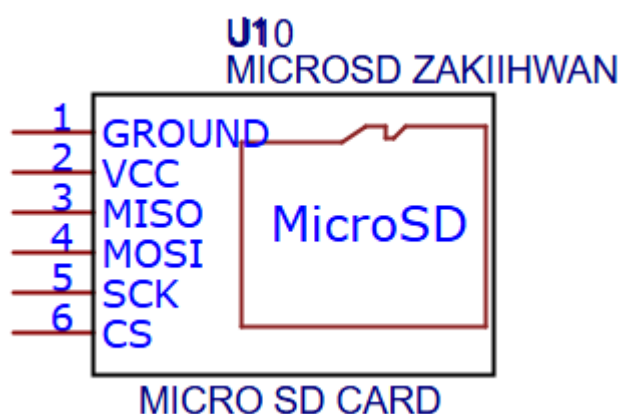 U10
MICROSD ZAKIIHWAN
1 GROUND
2 VCC
3 MISO
4 MOSI
5 SCK
6 CS
MicroSD
MICRO SD CARD